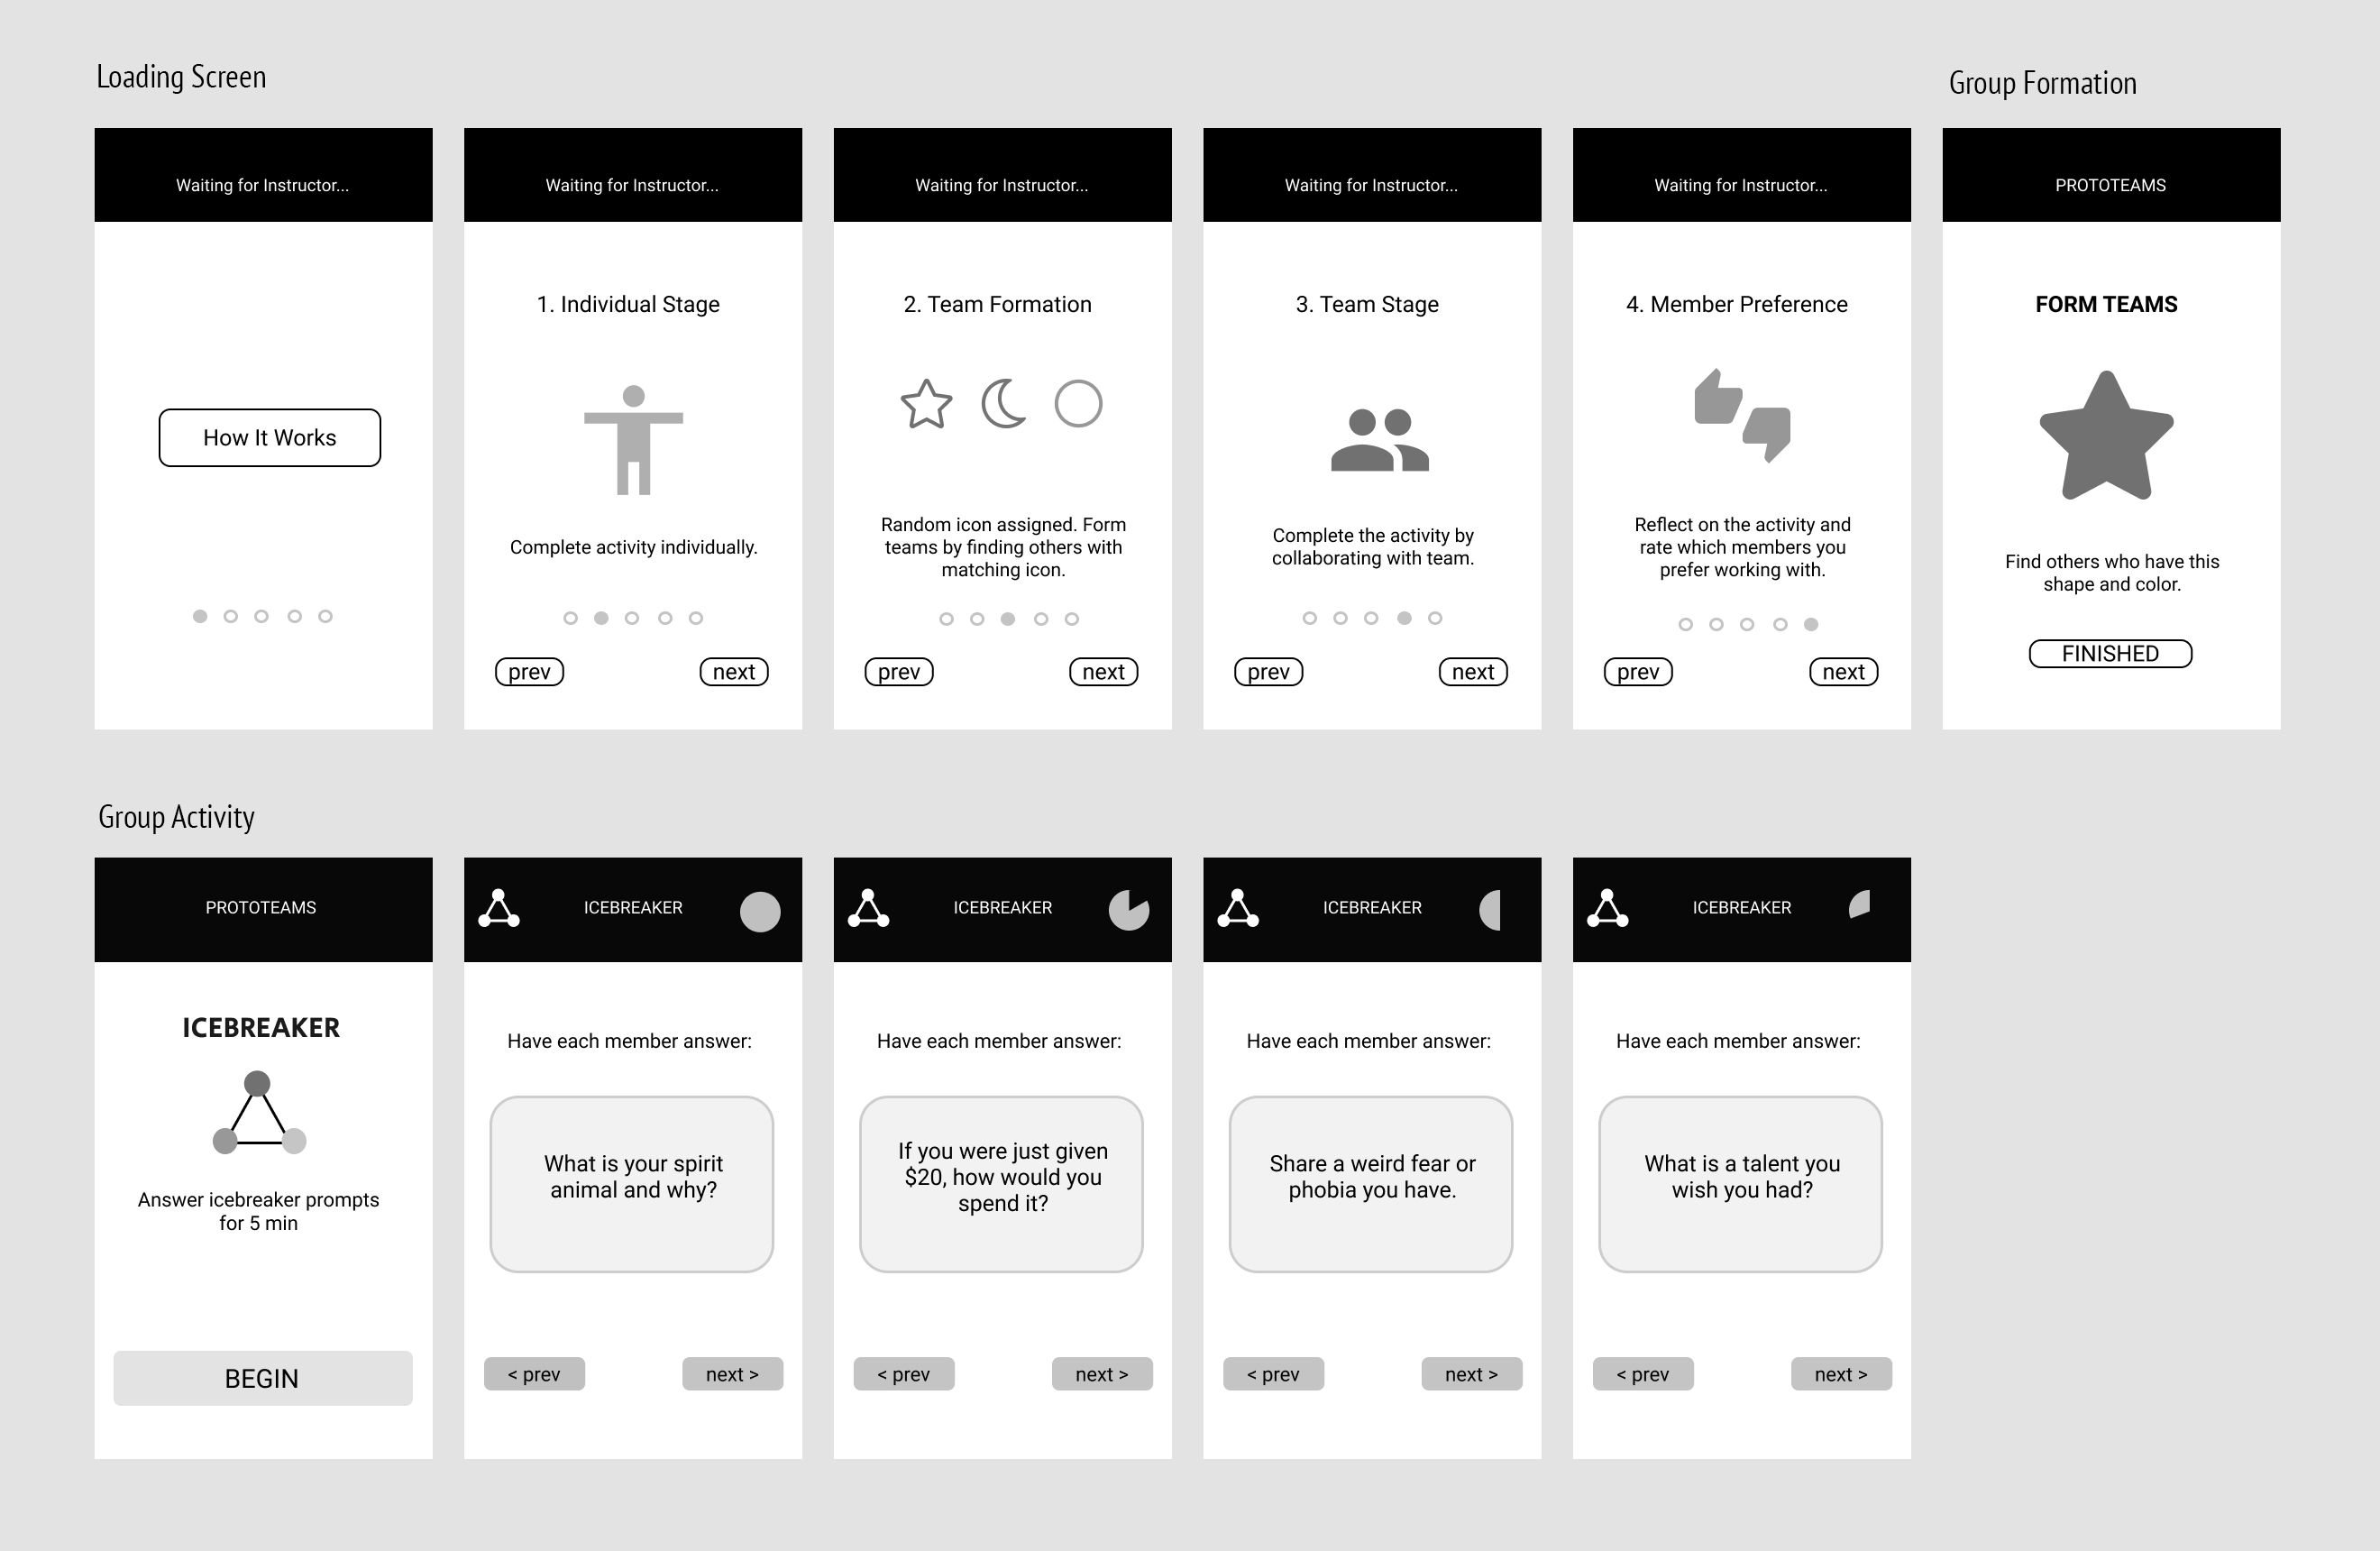 Loading Screen
Group Formation
Waiting for Instructor...
How It Works
Waiting for Instructor...
1. Individual Stage
Complete activity individually.
prev
next
Waiting for Instructor...
2. Team Formation
Random icon assigned. Form
teams by finding others with
matching icon.
prev
next
Waiting for Instructor...
3. Team Stage
Complete the activity by
collaborating with team.
prev
next
Waiting for Instructor...
4. Member Preference
Reflect on the activity and
rate which members you
prefer working with.
prev
next
PROTOTEAMS
FORM TEAMS
Find others who have this
shape and color.
FINISHED
Group Activity
PROTOTEAMS
ICEBREAKER
Answer icebreaker prompts
for 5 min
BEGIN
ICEBREAKER
Have each member answer:
What is your spirit
animal and why?
< prev
next >
ICEBREAKER
Have each member answer:
If you were just given
$20, how would you
spend it?
< prev
next >
ICEBREAKER
Have each member answer:
Share a weird fear or
phobia you have.
< prev
next >
ICEBREAKER
Have each member answer:
What is a talent you
wish you had?
< prev
next >